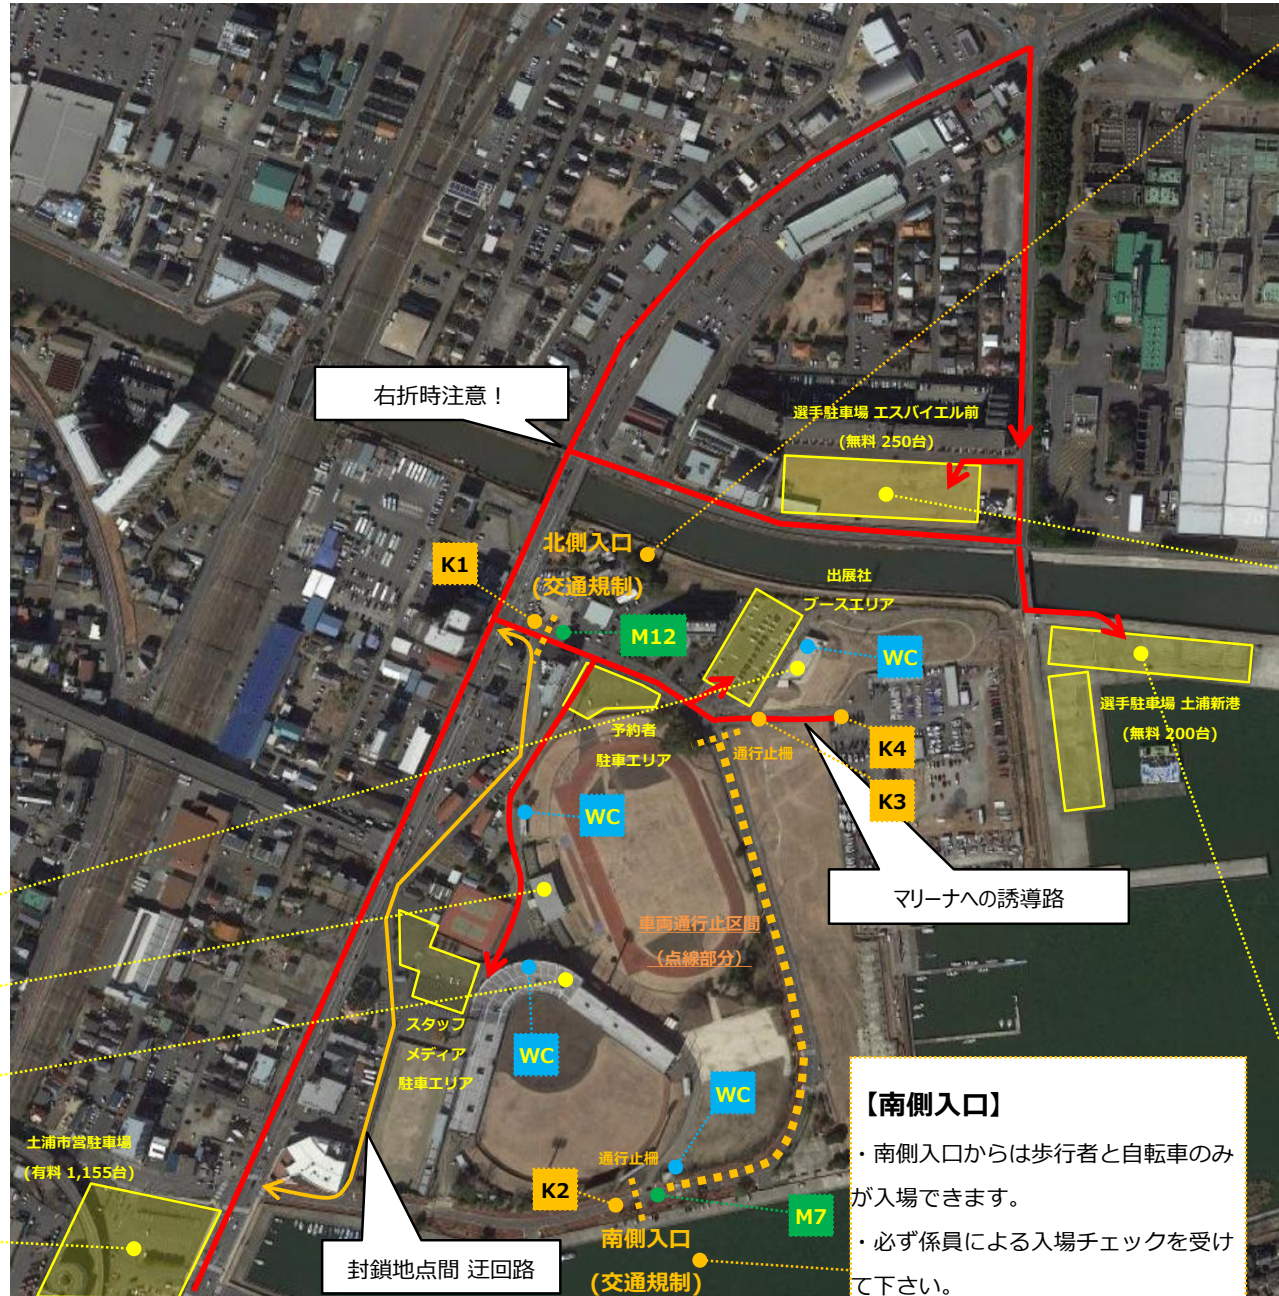 右折時注意！
選手駐車場 エスバイエル前
(無料 250台)
北側入口
(交通規制)
K1
M12
出展社
ブースエリア
WC
選手駐車場 土浦新港
(無料 200台)
予約者
駐車エリア
通行止柵
K4
K3
WC
マリーナへの誘導路
車両通行止区間
（点線部分）
スタッフ
メディア
駐車エリア
WC
WC
土浦市営駐車場
(有料 1,155台)
通行止柵
K2
M7
南側入口
(交通規制)
封鎖地点間 迂回路
【南側入口】
・南側入口からは歩行者と自転車のみ
が入場できます。
・必ず係員による入場チェックを受け
て下さい。